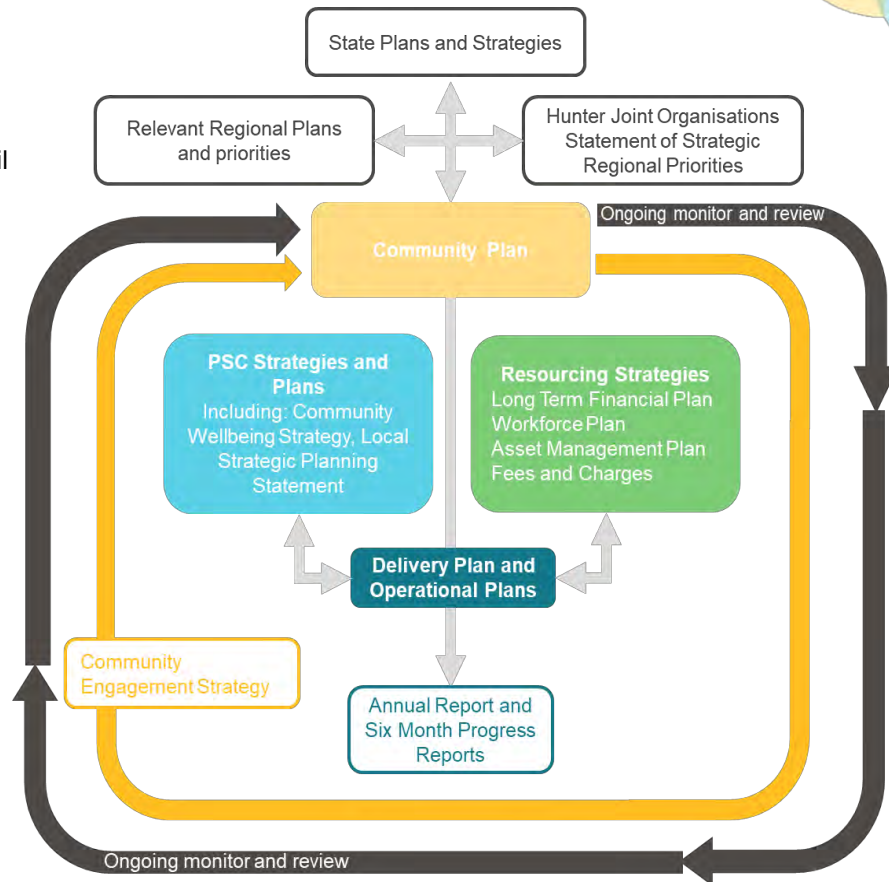 State Plans and Strategies
Relevant Regional Plans
and priorities
Hunter Joint Organisations
Statement of Strategic
Regional Priorities
il
Ongoing monitor and review
Community Plan
PSC Strategies and
Plans
Including: Community
Wellbeing Strategy, Local
Strategic Planning
Statement
Resourcing Strategies
Long Term Financial Plan
Workforce Plan
Asset Management Plan
Fees and Charges
Delivery Plan and
Operational Plans
Community
Engagement Strategy
Annual Report and
Six Month Progress
Reports
Ongoing monitor and review